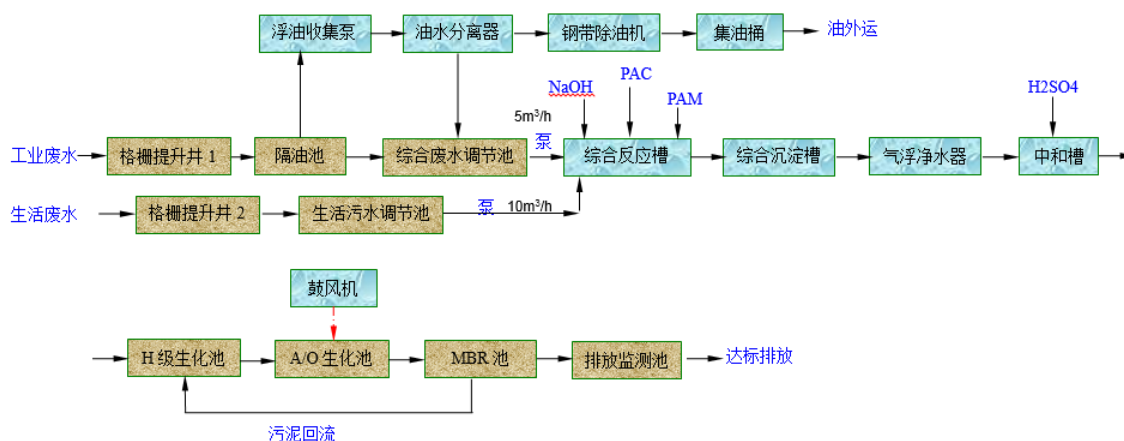 浮油收集泵
油水分离器
钢带除油机
集油桶
油外运
NaOH
PAC
PAM
H2SO4
5m³/h
泵
工业废水
格栅提升井 1
隔油池
综合废水调节池
综合反应槽
综合沉淀槽
气浮净水器
中和槽
生活废水
格栅提升井 2
生活污水调节池
泵
10m³/h
鼓风机
H 级生化池
A/O 生化池
MBR 池
排放监测池
达标排放
污泥回流